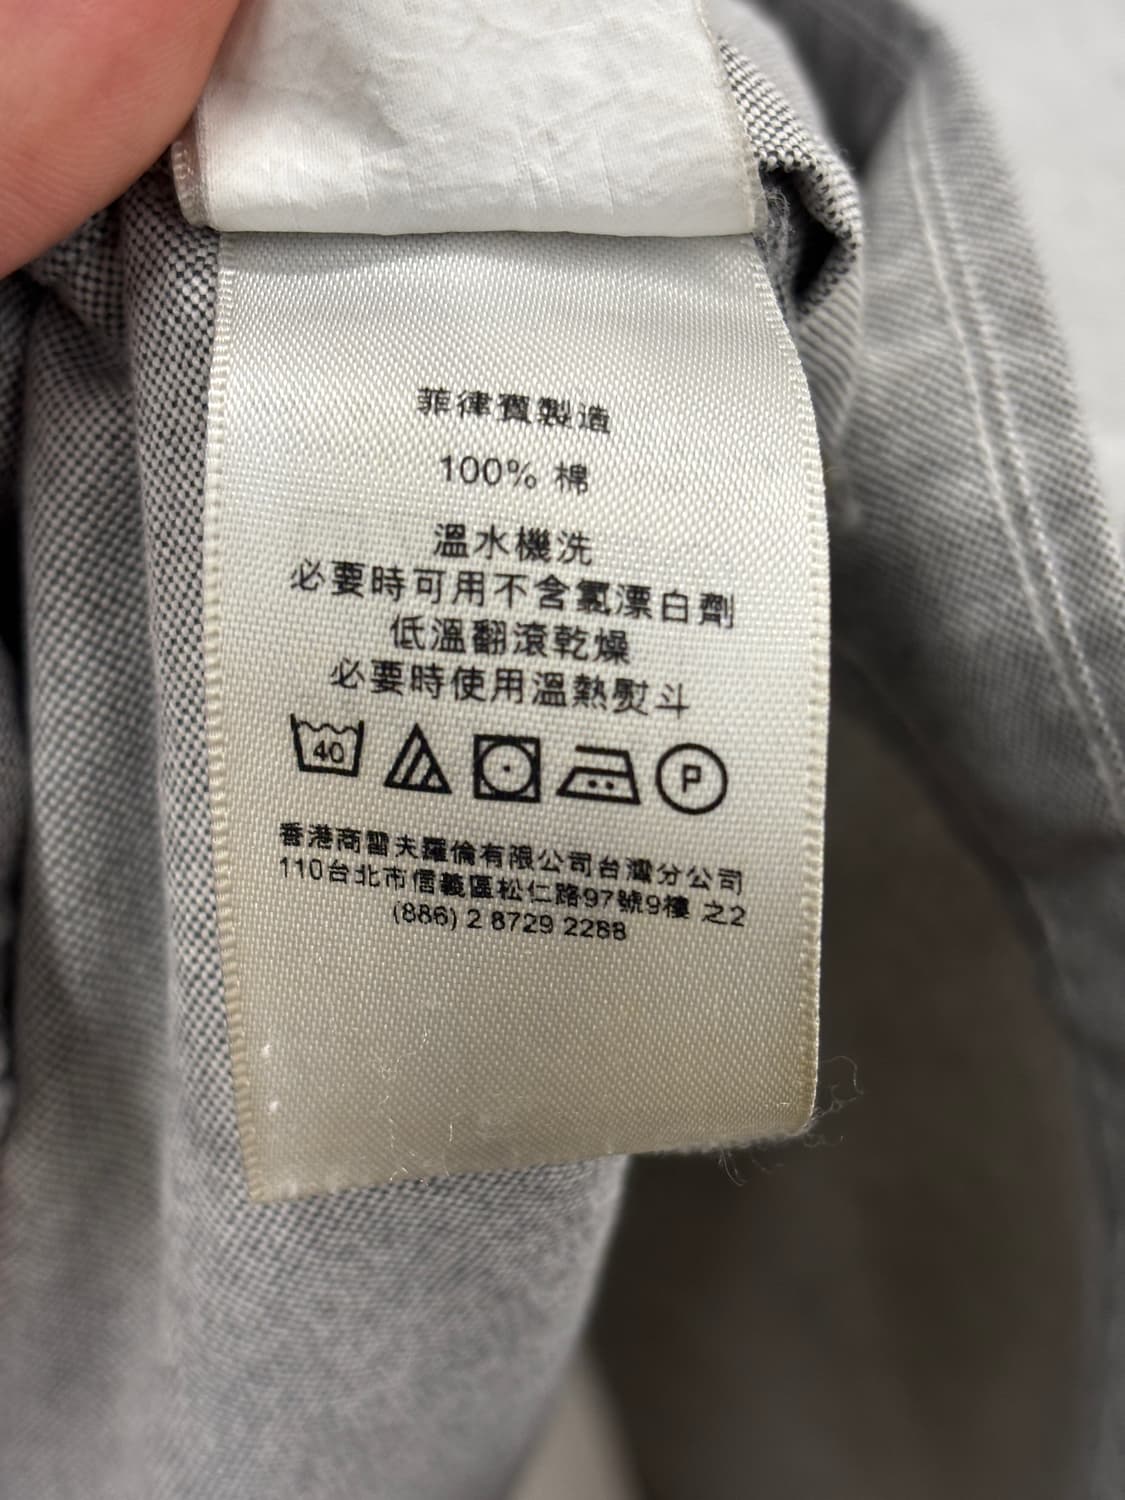 菲律賓製造
100% 棉
溫水機洗
必要時可用不含氯漂白劑
低溫翻滾乾燥
必要時使用溫熱熨斗
40
P
香港商雷夫羅倫有限公司台灣分公司
110台北市信義區松仁路97號9樓 之2
(886) 2 8729 2288